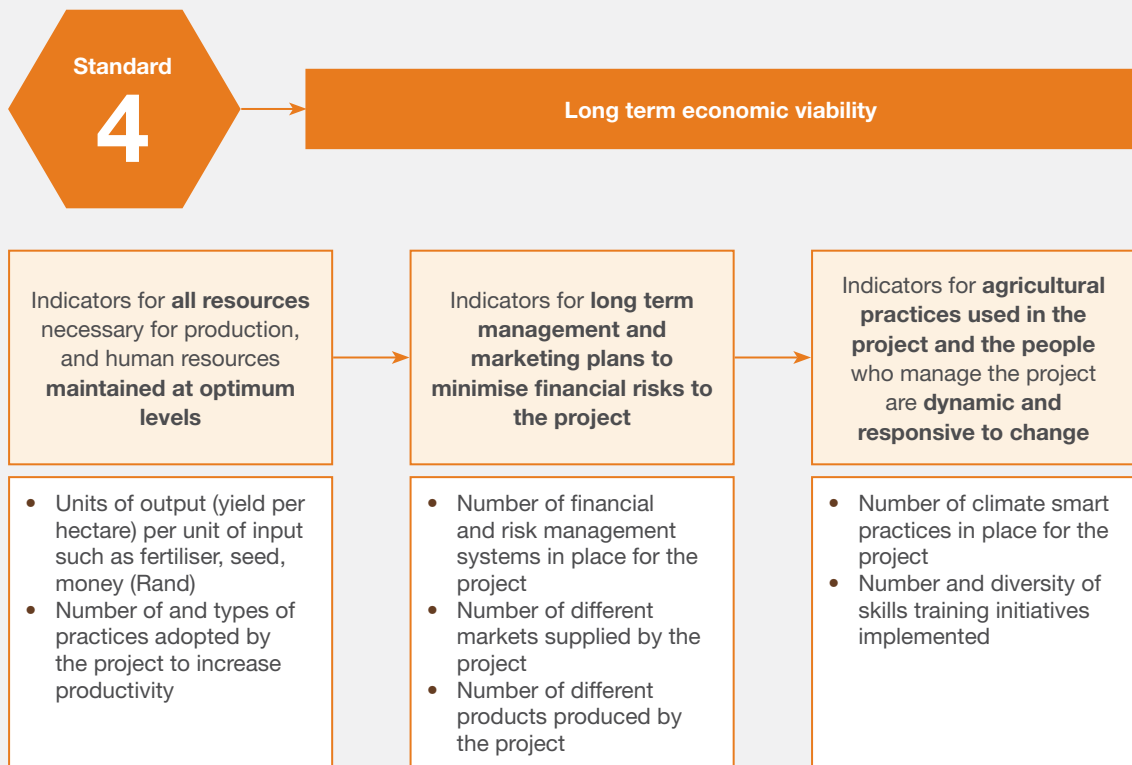 Standard
4
Long term economic viability
Indicators for all resources
necessary for production,
and human resources
maintained at optimum
levels
Indicators for long term
management and
marketing plans to
minimise financial risks to
the project
Indicators for agricultural
practices used in the
project and the people
who manage the project
are dynamic and
responsive to change
• Units of output (yield per
hectare) per unit of input
such as fertiliser, seed,
money (Rand)
• Number of and types of
practices adopted by
the project to increase
productivity
• Number of financial
and risk management
systems in place for the
project
• Number of different
markets supplied by the
project
• Number of different
products produced by
the project
• Number of climate smart
practices in place for the
project
• Number and diversity of
skills training initiatives
implemented